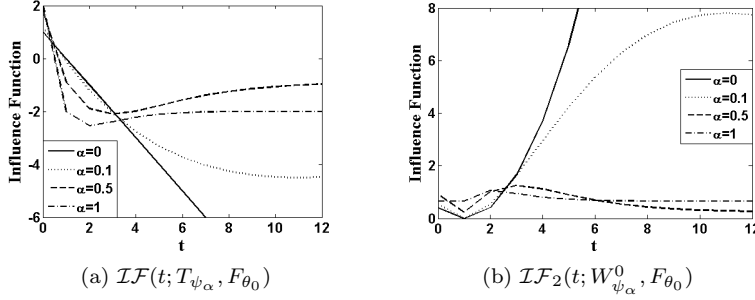 Influence Function
2
0
-2
-4
-6
0 2 4 6 8 10 12
t
α=0
α=0.1
α=0.5
α=1
(a) ℐℱ(t; T_{ψ_α}, F_{θ_0})
Influence Function
8
6
4
2
0
0 2 4 6 8 10 12
t
α=0
α=0.1
α=0.5
α=1
(b) ℐℱ_2(t; W^0_{ψ_α}, F_{θ_0})